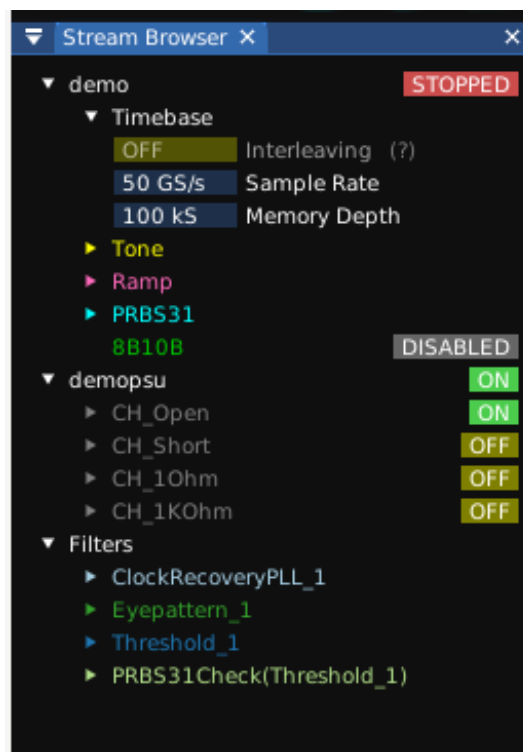 Stream Browser
demo STOPPED
Timebase
OFF Interleaving (?)
50 GS/s Sample Rate
100 kS Memory Depth
Tone
Ramp
PRBS31
8B10B DISABLED
demopsu ON
CH_Open ON
CH_Short OFF
CH_1Ohm OFF
CH_1KOhm OFF
Filters
ClockRecoveryPLL_1
Eyepattern_1
Threshold_1
PRBS31Check(Threshold_1)